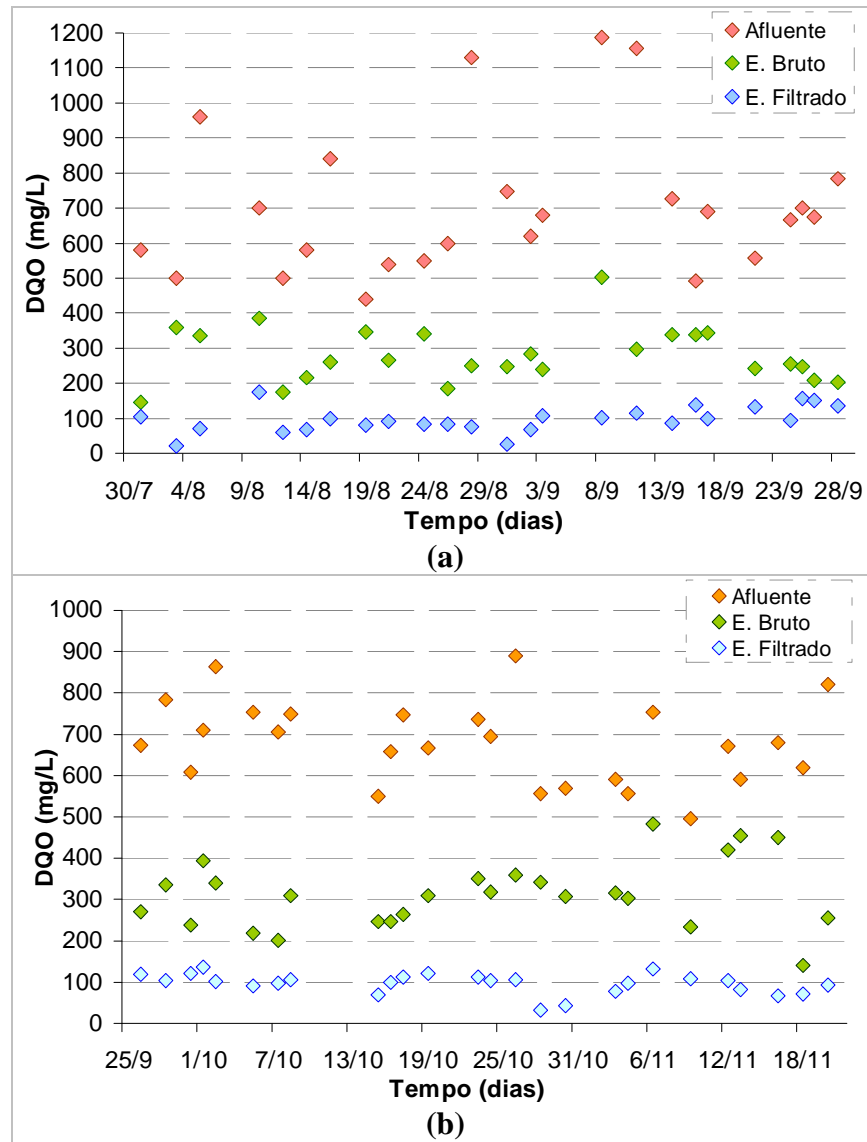 Afluente
E. Bruto
E. Filtrado
DQO (mg/L)
1200
1100
1000
900
800
700
600
500
400
300
200
100
0
30/7 4/8 9/8 14/8 19/8 24/8 29/8 3/9 8/9 13/9 18/9 23/9 28/9
Tempo (dias)
(a)
Afluente
E. Bruto
E. Filtrado
DQO (mg/L)
1000
900
800
700
600
500
400
300
200
100
0
25/9 1/10 7/10 13/10 19/10 25/10 31/10 6/11 12/11 18/11
Tempo (dias)
(b)